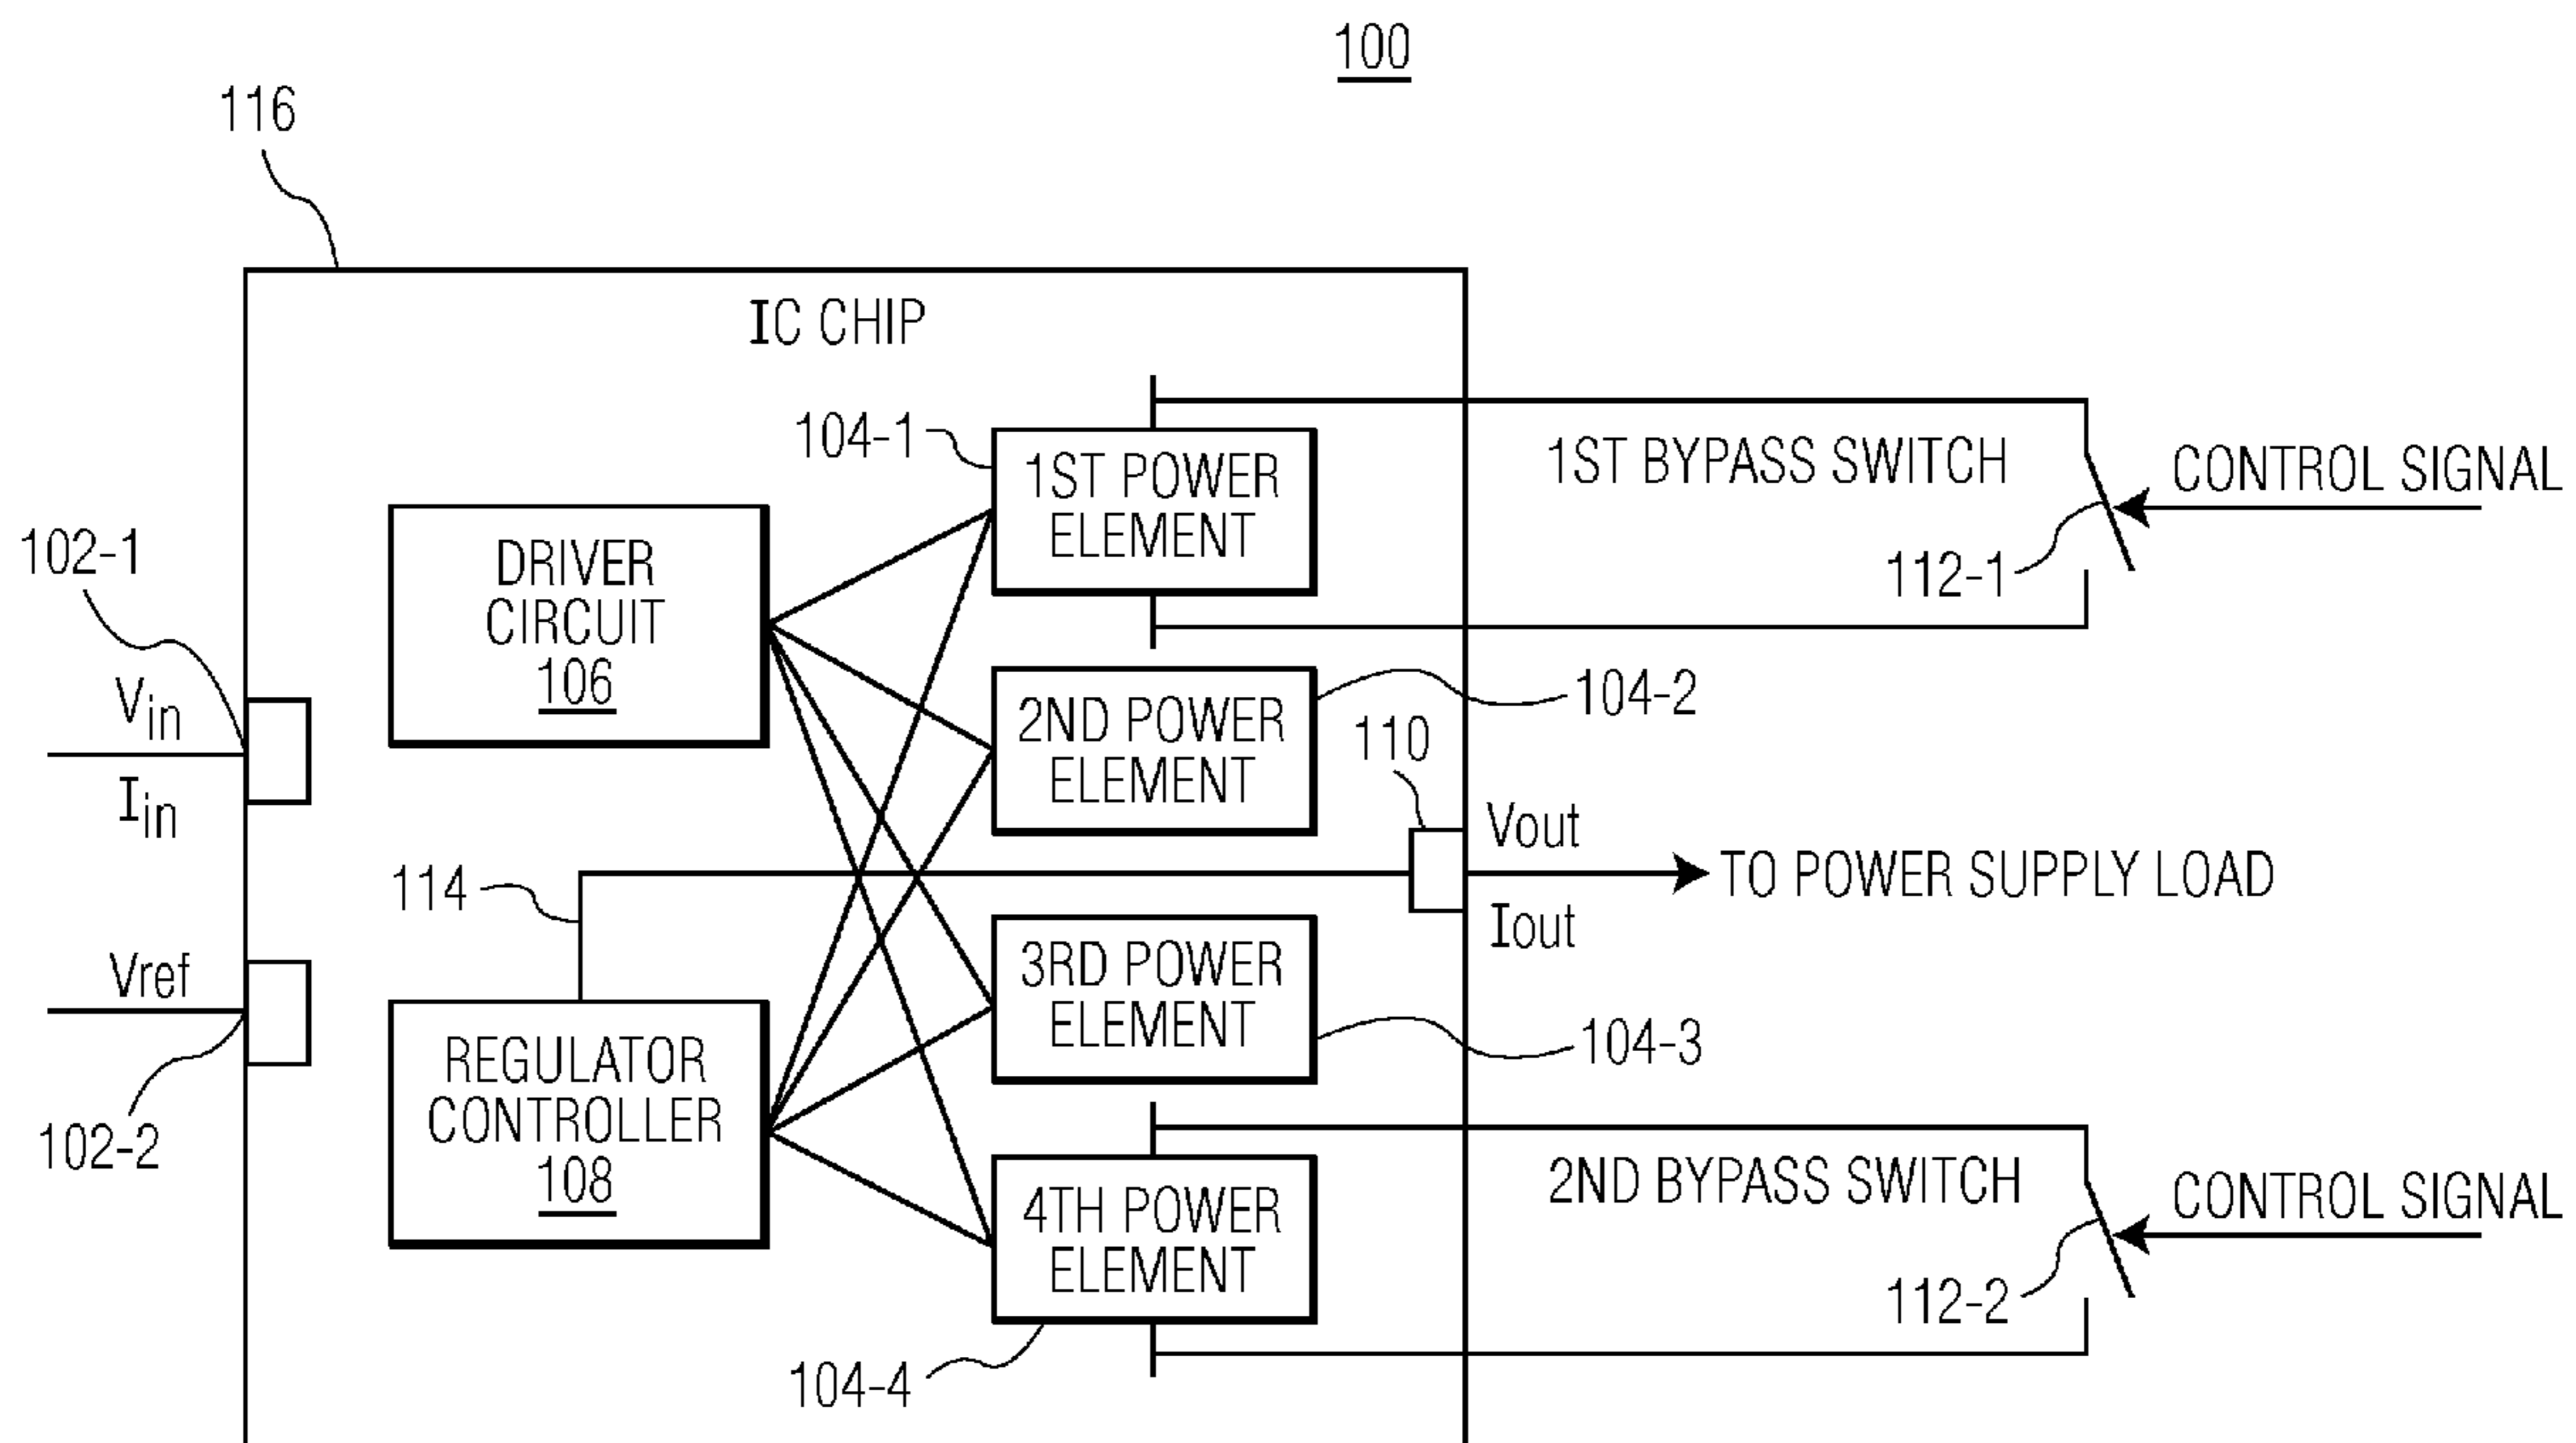 100
116
IC CHIP
104-1
1ST POWER
ELEMENT
1ST BYPASS SWITCH
CONTROL SIGNAL
112-1
DRIVER
CIRCUIT
106
102-1
Vin
Iin
2ND POWER
ELEMENT
104-2
110
Vout
TO POWER SUPPLY LOAD
Iout
114
3RD POWER
ELEMENT
104-3
Vref
102-2
REGULATOR
CONTROLLER
108
4TH POWER
ELEMENT
104-4
2ND BYPASS SWITCH
CONTROL SIGNAL
112-2